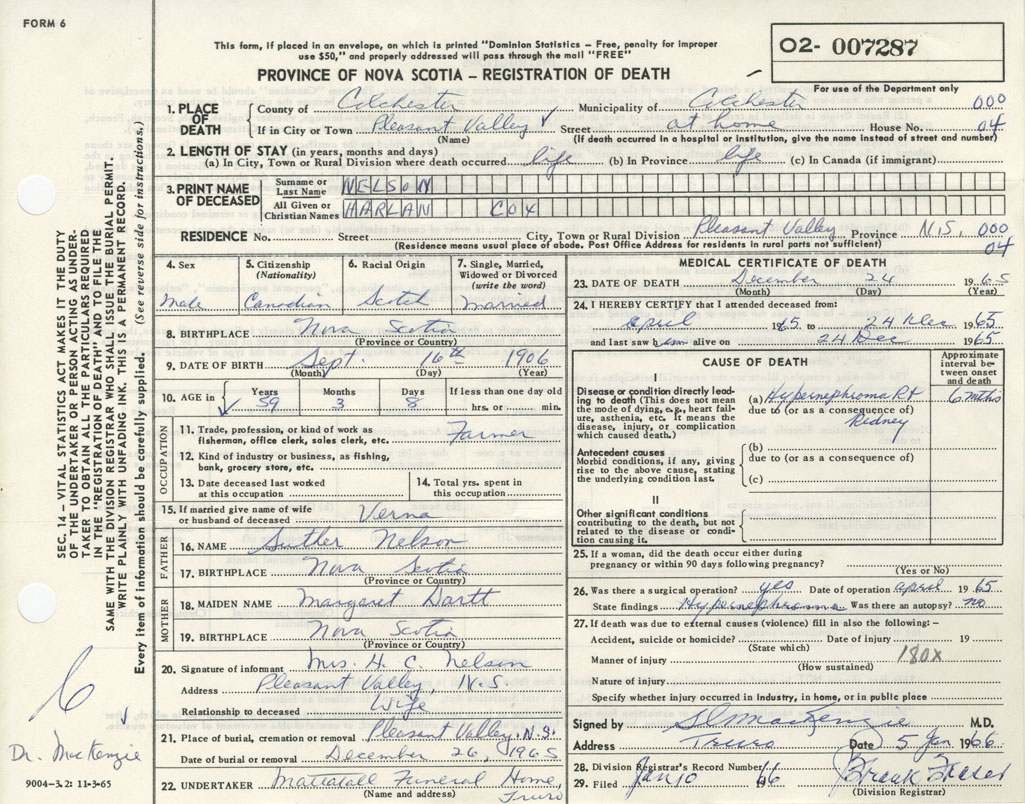 FORM 6
This form, if placed in an envelope, on which is printed "Dominion Statistics – Free, penalty for improper
use $50," and properly addressed will pass through the mail "FREE"
O2- 007287
PROVINCE OF NOVA SCOTIA – REGISTRATION OF DEATH
For use of the Department only
1. PLACE OF DEATH
County of Colchester Municipality of Colchester 000
If in City or Town Pleasant Valley Street at home House No. 04
(Name) (If death occurred in a hospital or institution, give the name instead of street and number)
2. LENGTH OF STAY (in years, months and days)
(a) In City, Town or Rural Division where death occurred life (b) In Province life (c) In Canada (if immigrant)
3. PRINT NAME OF DECEASED
Surname or Last Name NELSON
All Given or Christian Names HARLAN COX
RESIDENCE No. Street City, Town or Rural Division Pleasant Valley Province N.S. 000
(Residence means usual place of abode. Post Office Address for residents in rural parts not sufficient) 04
4. Sex
Male
5. Citizenship
(Nationality)
Canadian
6. Racial Origin
Scotch
7. Single, Married,
Widowed or Divorced
(write the word)
Married
8. BIRTHPLACE Nova Scotia
(Province or Country)
9. DATE OF BIRTH Sept 16th 1906
(Month) (Day) (Year)
10. AGE in
Years Months Days If less than one day old
59 3 8 hrs. or min.
OCCUPATION
11. Trade, profession or kind of work as
fisherman, office clerk, sales clerk, etc. Farmer
12. Kind of industry or business, as fishing,
bank, grocery store, etc.
13. Date deceased last worked
at this occupation
14. Total yrs. spent in
this occupation
15. If married give name of wife
or husband of deceased Verna
FATHER
16. NAME Nelson
17. BIRTHPLACE Nova Scotia
(Province or Country)
MOTHER
18. MAIDEN NAME Margaret Dartt
19. BIRTHPLACE Nova Scotia
(Province or Country)
20. Signature of informant Mrs. H. C. Nelson
Address Pleasant Valley, N.S.
Relationship to deceased Wife
21. Place of burial, cremation or removal Pleasant Valley, N.S.
Date of burial or removal December 26, 1965
22. UNDERTAKER Mattatall Funeral Home,
(Name and address) Truro
MEDICAL CERTIFICATE OF DEATH
23. DATE OF DEATH December 24 1965
(Month) (Day) (Year)
24. I HEREBY CERTIFY that I attended deceased from:
April 1965 to 24 Dec 1965
and last saw him alive on 24 Dec 1965
CAUSE OF DEATH
Approximate
interval be-
tween onset
and death
I
Disease or condition directly lead-
ing to death (This does not mean
the mode of dying, e.g., heart fail-
ure, asthenia, etc. It means the
disease, injury, or complication
which caused death.)
(a) Hypernephroma Rt 6 mths
due to (or as a consequence of)
Kidney
Antecedent causes
Morbid conditions, if any, giving
rise to the above cause, stating
the underlying condition last.
(b)
due to (or as a consequence of)
(c)
II
Other significant conditions
contributing to the death, but not
related to the disease or condi-
tion causing it.
25. If a woman, did the death occur either during
pregnancy or within 90 days following pregnancy?
(Yes or No)
26. Was there a surgical operation? yes Date of operation April 1965
State findings Hypernephroma Was there an autopsy? no
27. If death was due to external causes (violence) fill in also the following:–
Accident, suicide or homicide? Date of injury 19
(State which)
Manner of injury 180X
(How sustained)
Nature of injury
Specify whether injury occurred in Industry, in home, or in public place
Signed by MacKenzie M.D.
Address Truro Date 5 Jan 1966
28. Division Registrar's Record Number
29. Filed Jan 10 1966 Frank Fraser
(Division Registrar)
SEC. 14 – VITAL STATISTICS ACT MAKES IT THE DUTY
OF THE UNDERTAKER OR PERSON ACTING AS UNDER-
TAKER TO OBTAIN ALL THE PARTICULARS REQUIRED
IN THE "REGISTRATION OF DEATH" AND TO FILE THE
SAME WITH THE DIVISION REGISTRAR WHO SHALL ISSUE THE BURIAL PERMIT.
WRITE PLAINLY WITH UNFADING INK. THIS IS A PERMANENT RECORD.
Every item of information should be carefully supplied. (See reverse side for instructions.)
6
Dr. MacKenzie
9004-3.2: 11-3-65